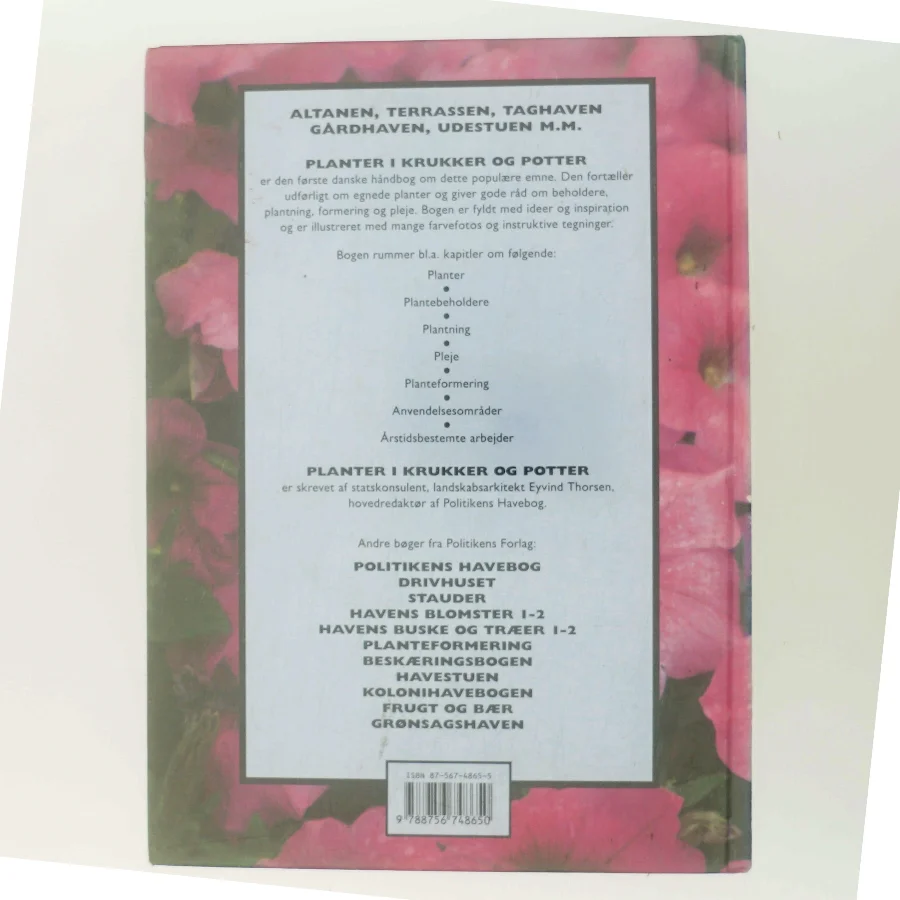 ALTANEN, TERRASSEN, TAGHAVEN
GÅRDHAVEN, UDESTUEN M.M.
PLANTER I KRUKKER OG POTTER
er den første danske håndbog om dette populære emne. Den fortæller
udførligt om egnede planter og giver gode råd om beholdere,
plantning, formering og pleje. Bogen er fyldt med ideer og inspiration
og er illustreret med mange farvefotos og instruktive tegninger.
Bogen rummer bl.a. kapitler om følgende:
Planter
•
Plantebeholdere
•
Plantning
•
Pleje
•
Planteformering
•
Anvendelsesområder
•
Årstidsbestemte arbejder
PLANTER I KRUKKER OG POTTER
er skrevet af statskonsulent, landskabsarkitekt Eyvind Thorsen,
hovedredaktør af Politikens Havebog.
Andre bøger fra Politikens Forlag:
POLITIKENS HAVEBOG
DRIVHUSET
STAUDER
HAVENS BLOMSTER 1-2
HAVENS BUSKE OG TRÆER 1-2
PLANTEFORMERING
BESKÆRINGSBOGEN
HAVESTUEN
KOLONIHAVEBOGEN
FRUGT OG BÆR
GRØNSAGSHAVEN
ISBN 87-567-4865-5
9 788756 748650